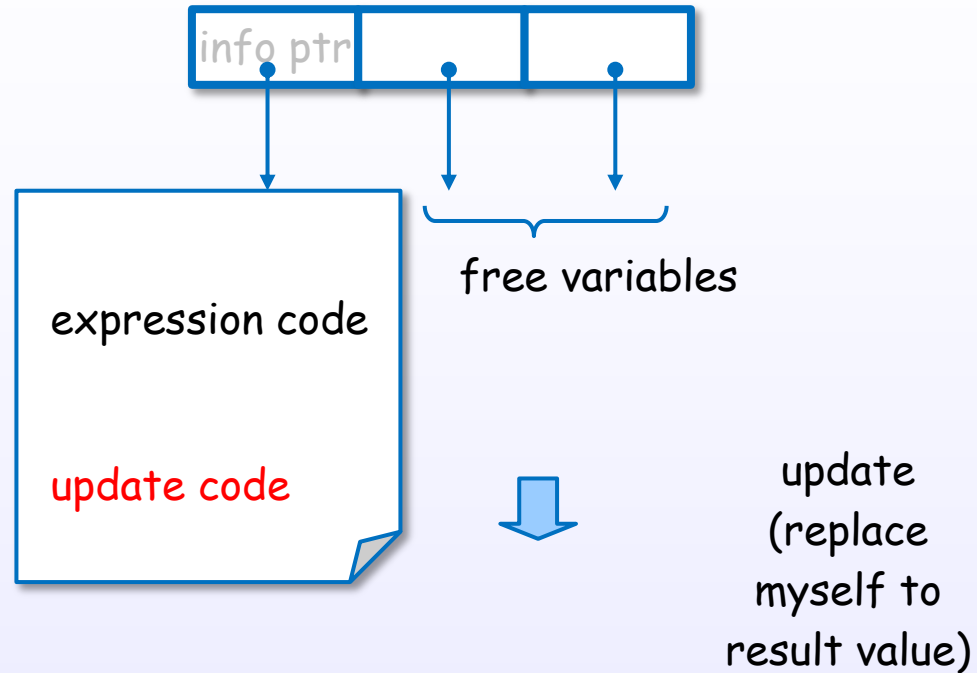 info ptr
free variables
expression code
update code
update
(replace
myself to
result value)